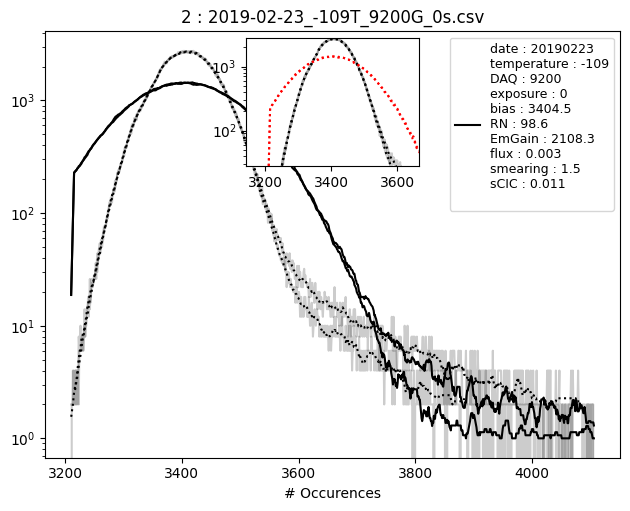 2 : 2019-02-23_-109T_9200G_0s.csv
date : 20190223
temperature : -109
DAQ : 9200
exposure : 0
bias : 3404.5
RN : 98.6
EmGain : 2108.3
flux : 0.003
smearing : 1.5
sCIC : 0.011
10³
10²
3200 3400 3600
10³
10²
10¹
10⁰
3200 3400 3600 3800 4000
# Occurences